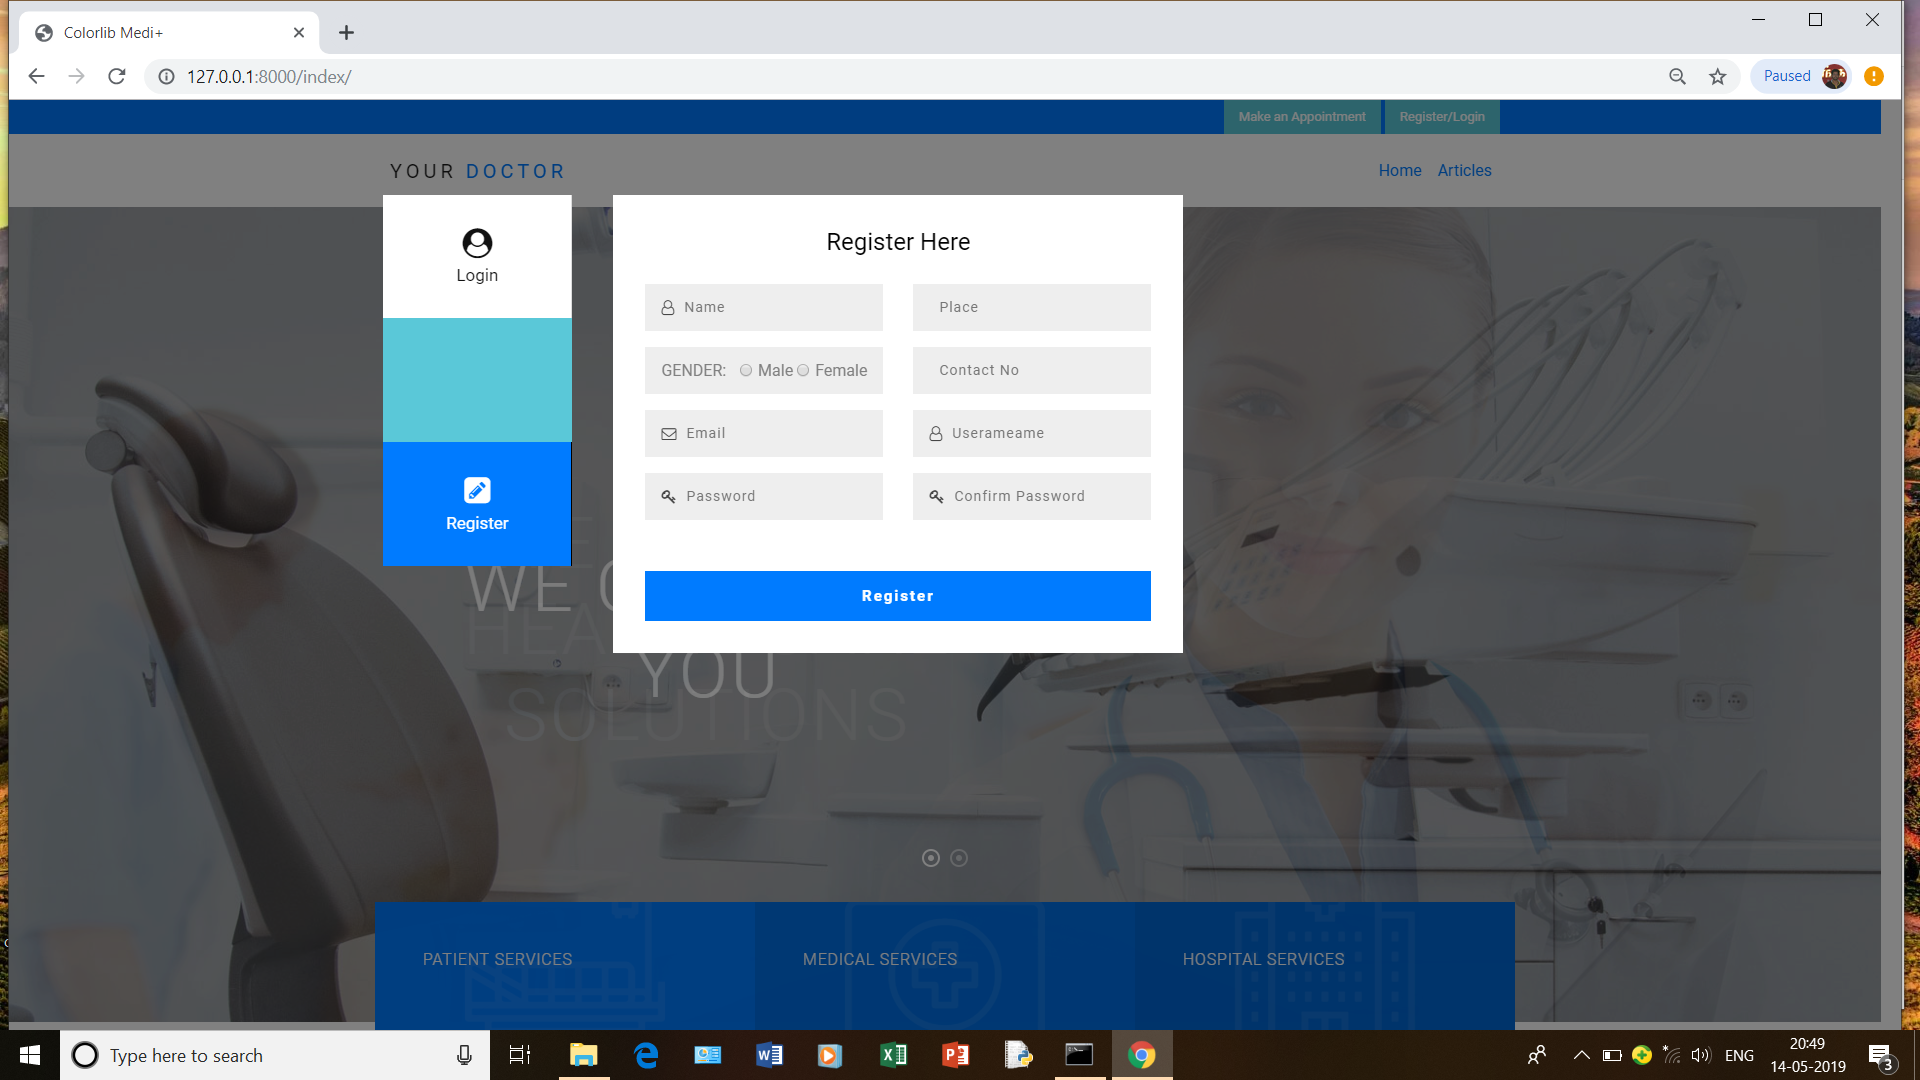 Colorlib Medi+
127.0.0.1:8000/index/
Paused
Make an Appointment
Register/Login
YOUR DOCTOR
Home
Articles
Login
Register
Register Here
Name
Place
GENDER: Male Female
Contact No
Email
Userameame
Password
Confirm Password
Register
WE
HEA
YOU
SOLUTIONS
PATIENT SERVICES
MEDICAL SERVICES
HOSPITAL SERVICES
Type here to search
ENG
20:49
14-05-2019
3